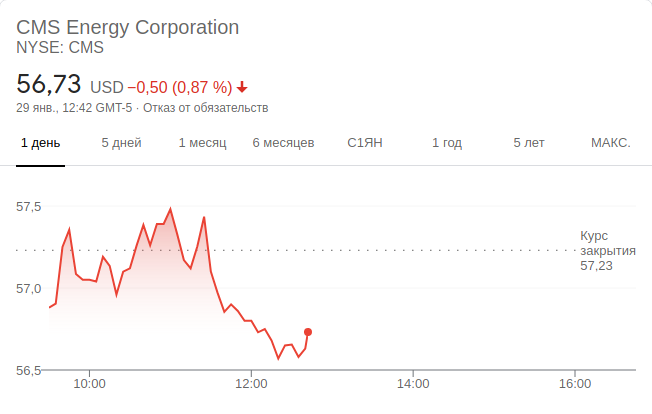 CMS Energy Corporation
NYSE: CMS
56,73 USD −0,50 (0,87 %)
29 янв., 12:42 GMT-5 · Отказ от обязательств
1 день 5 дней 1 месяц 6 месяцев С1ЯН 1 год 5 лет МАКС.
57,5
Курс
закрытия
57,23
57,0
56,5
10:00 12:00 14:00 16:00